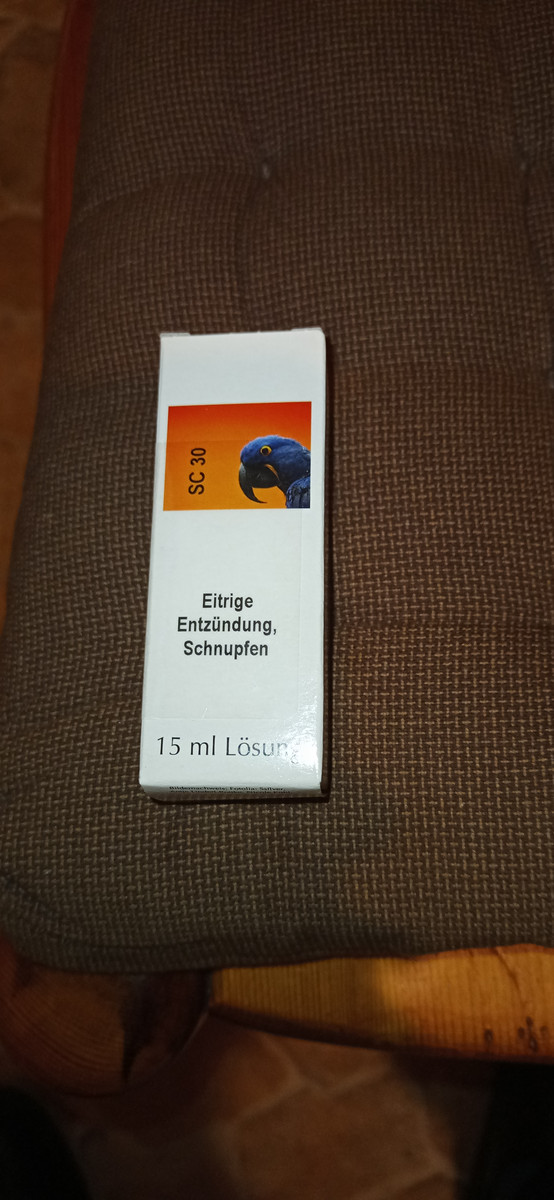 SC 30
Eitrige
Entzündung,
Schnupfen
15 ml Lösung